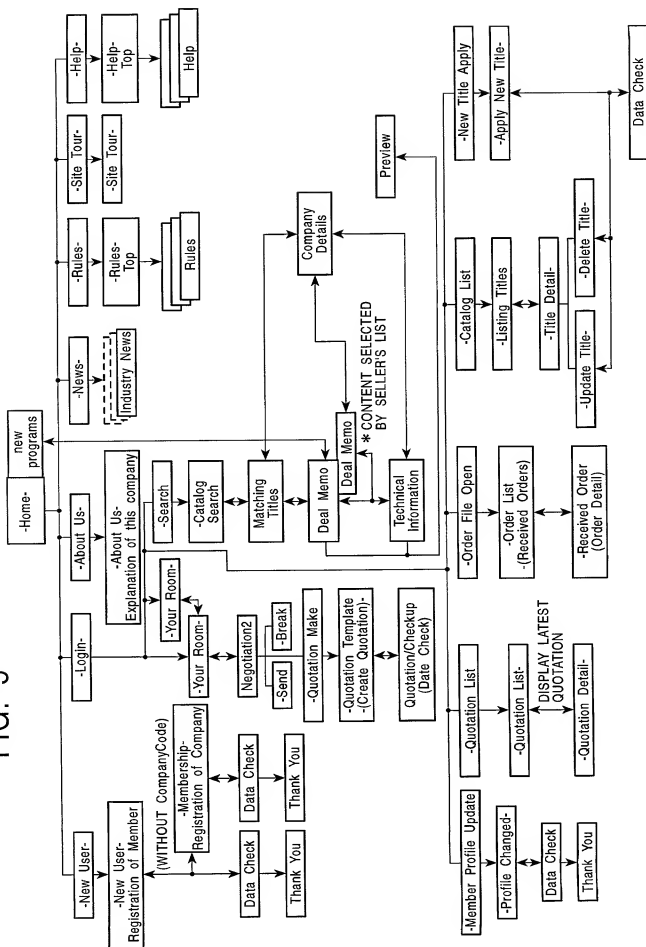 FIG. 9
-Home-
new
programs
-New User-
-New User-
Registration of Member
(WITHOUT CompanyCode)
-Membership-
Registration of Company
Data Check
Thank You
Data Check
Thank You
-Login-
-Your Room-
-Your Room-
Negotiation2
-Send
-Break
-Quotation Make
-Quotation Template
-(Create Quotation)-
Quotation/Checkup
(Date Check)
-About Us-
-About Us-
Explanation of this company
-Search
-Catalog
Search
Matching
Titles
Deal Memo
Deal Memo
* CONTENT SELECTED
BY SELLER'S LIST
Technical
Information
Company
Details
Preview
-News-
Industry News
-Rules-
-Rules-
Top
Rules
-Site Tour-
-Site Tour-
-Help-
-Help-
Top
Help
-Member Profile Update
-Profile Changed-
Data Check
Thank You
-Quotation List
-Quotation List-
DISPLAY LATEST
QUOTATION
-Quotation Detail-
-Order File Open
-Order List
-(Received Orders)
-Received Order
(Order Detail)
-Catalog List
-Listing Titles
-Title Detail-
-Update Title-
-Delete Title-
-New Title Apply
-Apply New Title-
Data Check